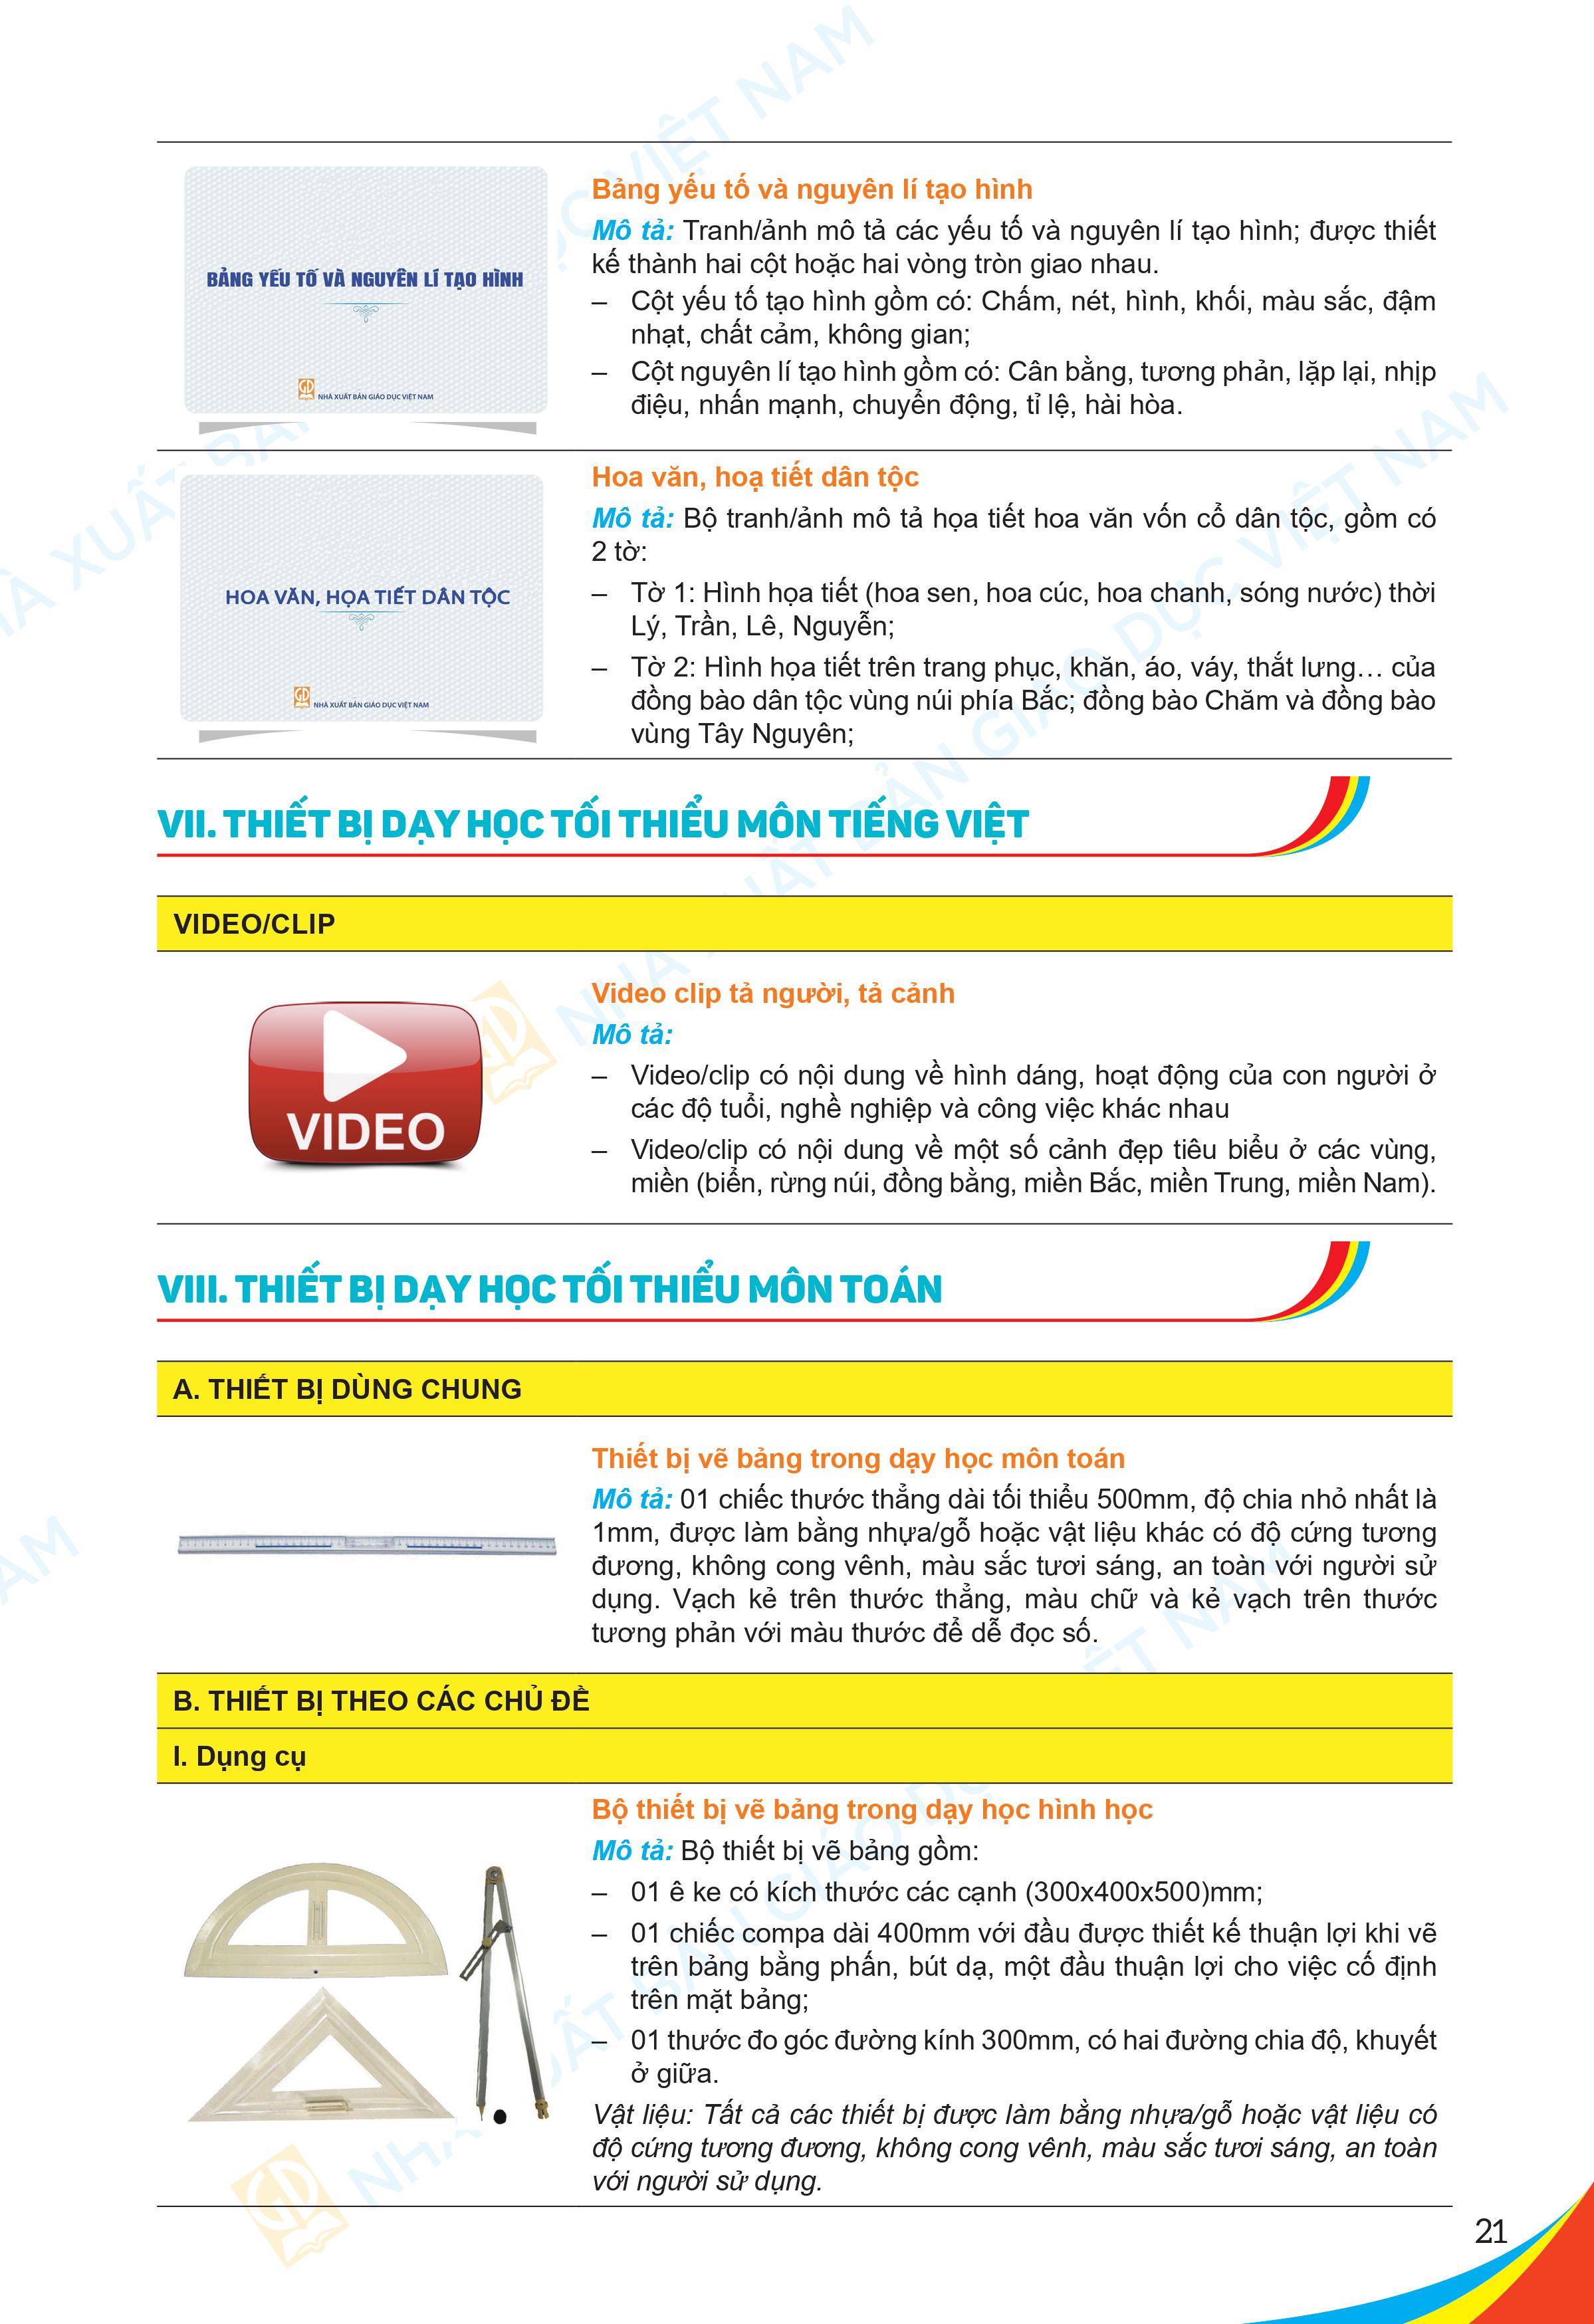 BẢNG YẾU TỐ VÀ NGUYÊN LÍ TẠO HÌNH
NHÀ XUẤT BẢN GIÁO DỤC VIỆT NAM
Bảng yếu tố và nguyên lí tạo hình
Mô tả: Tranh/ảnh mô tả các yếu tố và nguyên lí tạo hình; được thiết
kế thành hai cột hoặc hai vòng tròn giao nhau.
– Cột yếu tố tạo hình gồm có: Chấm, nét, hình, khối, màu sắc, đậm
nhạt, chất cảm, không gian;
– Cột nguyên lí tạo hình gồm có: Cân bằng, tương phản, lặp lại, nhịp
điệu, nhấn mạnh, chuyển động, tỉ lệ, hài hòa.
HOA VĂN, HỌA TIẾT DÂN TỘC
NHÀ XUẤT BẢN GIÁO DỤC VIỆT NAM
Hoa văn, hoạ tiết dân tộc
Mô tả: Bộ tranh/ảnh mô tả họa tiết hoa văn vốn cổ dân tộc, gồm có
2 tờ:
– Tờ 1: Hình họa tiết (hoa sen, hoa cúc, hoa chanh, sóng nước) thời
Lý, Trần, Lê, Nguyễn;
– Tờ 2: Hình họa tiết trên trang phục, khăn, áo, váy, thắt lưng… của
đồng bào dân tộc vùng núi phía Bắc; đồng bào Chăm và đồng bào
vùng Tây Nguyên;
VII. THIẾT BỊ DẠY HỌC TỐI THIỂU MÔN TIẾNG VIỆT
VIDEO/CLIP
VIDEO
Video clip tả người, tả cảnh
Mô tả:
– Video/clip có nội dung về hình dáng, hoạt động của con người ở
các độ tuổi, nghề nghiệp và công việc khác nhau
– Video/clip có nội dung về một số cảnh đẹp tiêu biểu ở các vùng,
miền (biển, rừng núi, đồng bằng, miền Bắc, miền Trung, miền Nam).
VIII. THIẾT BỊ DẠY HỌC TỐI THIỂU MÔN TOÁN
A. THIẾT BỊ DÙNG CHUNG
Thiết bị vẽ bảng trong dạy học môn toán
Mô tả: 01 chiếc thước thẳng dài tối thiểu 500mm, độ chia nhỏ nhất là
1mm, được làm bằng nhựa/gỗ hoặc vật liệu khác có độ cứng tương
đương, không cong vênh, màu sắc tươi sáng, an toàn với người sử
dụng. Vạch kẻ trên thước thẳng, màu chữ và kẻ vạch trên thước
tương phản với màu thước để dễ đọc số.
B. THIẾT BỊ THEO CÁC CHỦ ĐỀ
I. Dụng cụ
Bộ thiết bị vẽ bảng trong dạy học hình học
Mô tả: Bộ thiết bị vẽ bảng gồm:
– 01 ê ke có kích thước các cạnh (300x400x500)mm;
– 01 chiếc compa dài 400mm với đầu được thiết kế thuận lợi khi vẽ
trên bảng bằng phấn, bút dạ, một đầu thuận lợi cho việc cố định
trên mặt bảng;
– 01 thước đo góc đường kính 300mm, có hai đường chia độ, khuyết
ở giữa.
Vật liệu: Tất cả các thiết bị được làm bằng nhựa/gỗ hoặc vật liệu có
độ cứng tương đương, không cong vênh, màu sắc tươi sáng, an toàn
với người sử dụng.
21